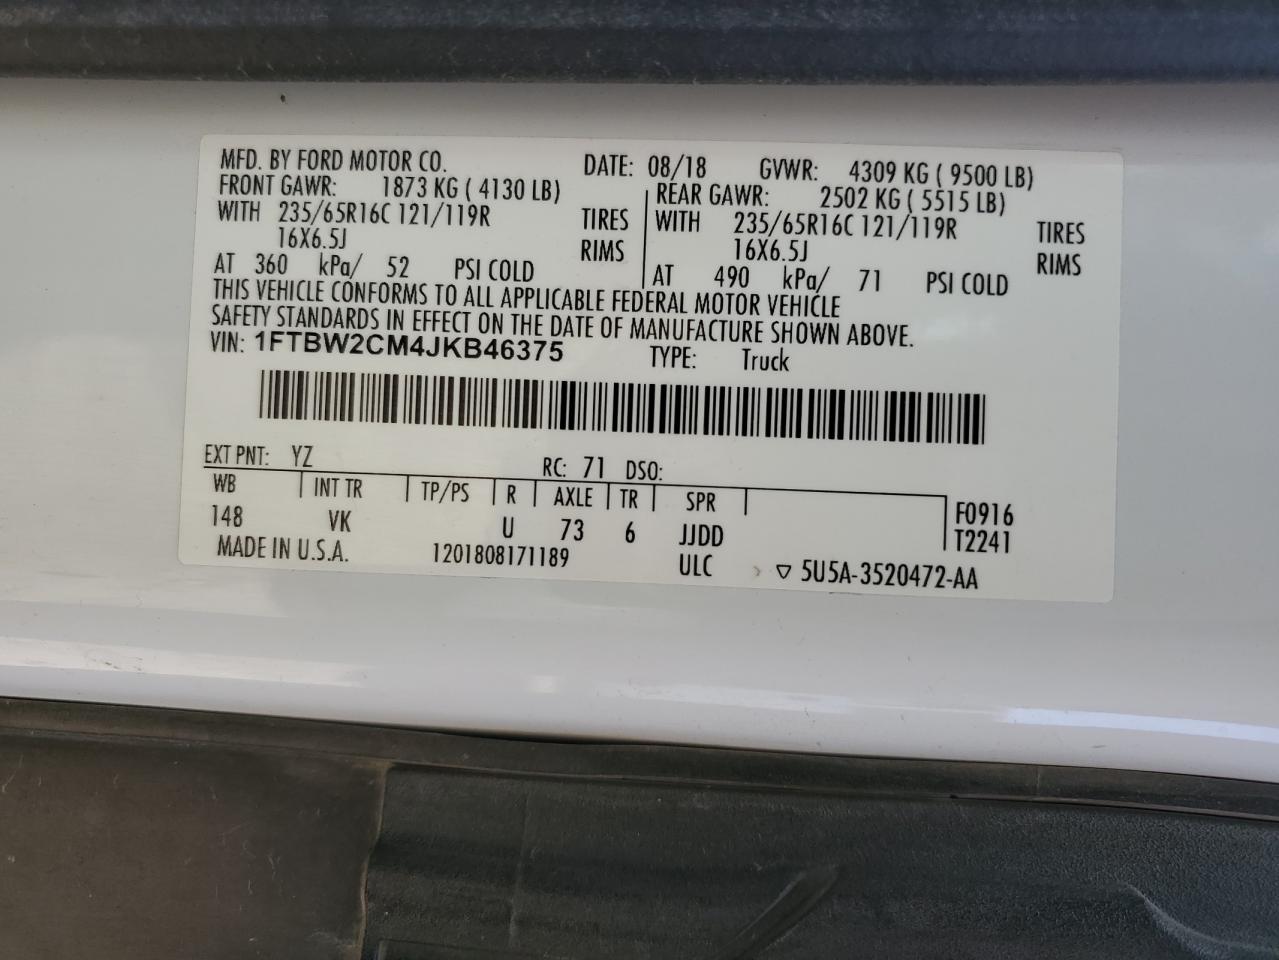 MFD. BY FORD MOTOR CO. DATE: 08/18 GVWR: 4309 KG ( 9500 LB)
FRONT GAWR: 1873 KG ( 4130 LB) REAR GAWR: 2502 KG ( 5515 LB)
WITH 235/65R16C 121/119R TIRES WITH 235/65R16C 121/119R TIRES
16X6.5J RIMS 16X6.5J RIMS
AT 360 kPa/ 52 PSI COLD AT 490 kPa/ 71 PSI COLD
THIS VEHICLE CONFORMS TO ALL APPLICABLE FEDERAL MOTOR VEHICLE
SAFETY STANDARDS IN EFFECT ON THE DATE OF MANUFACTURE SHOWN ABOVE.
VIN: 1FTBW2CM4JKB46375 TYPE: Truck
EXT PNT: YZ RC: 71 DSO:
WB INT TR TP/PS R AXLE TR SPR F0916
148 VK U 73 6 JJDD T2241
MADE IN U.S.A. 1201808171189 ULC ▽ 5U5A-3520472-AA